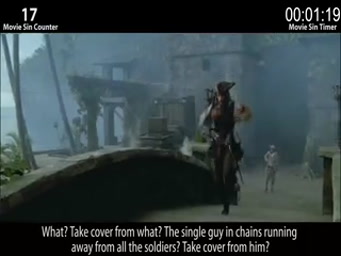 17
Movie Sin Counter
00:01:19
Movie Sin Timer
What? Take cover from what? The single guy in chains running
away from all the soldiers? Take cover from him?